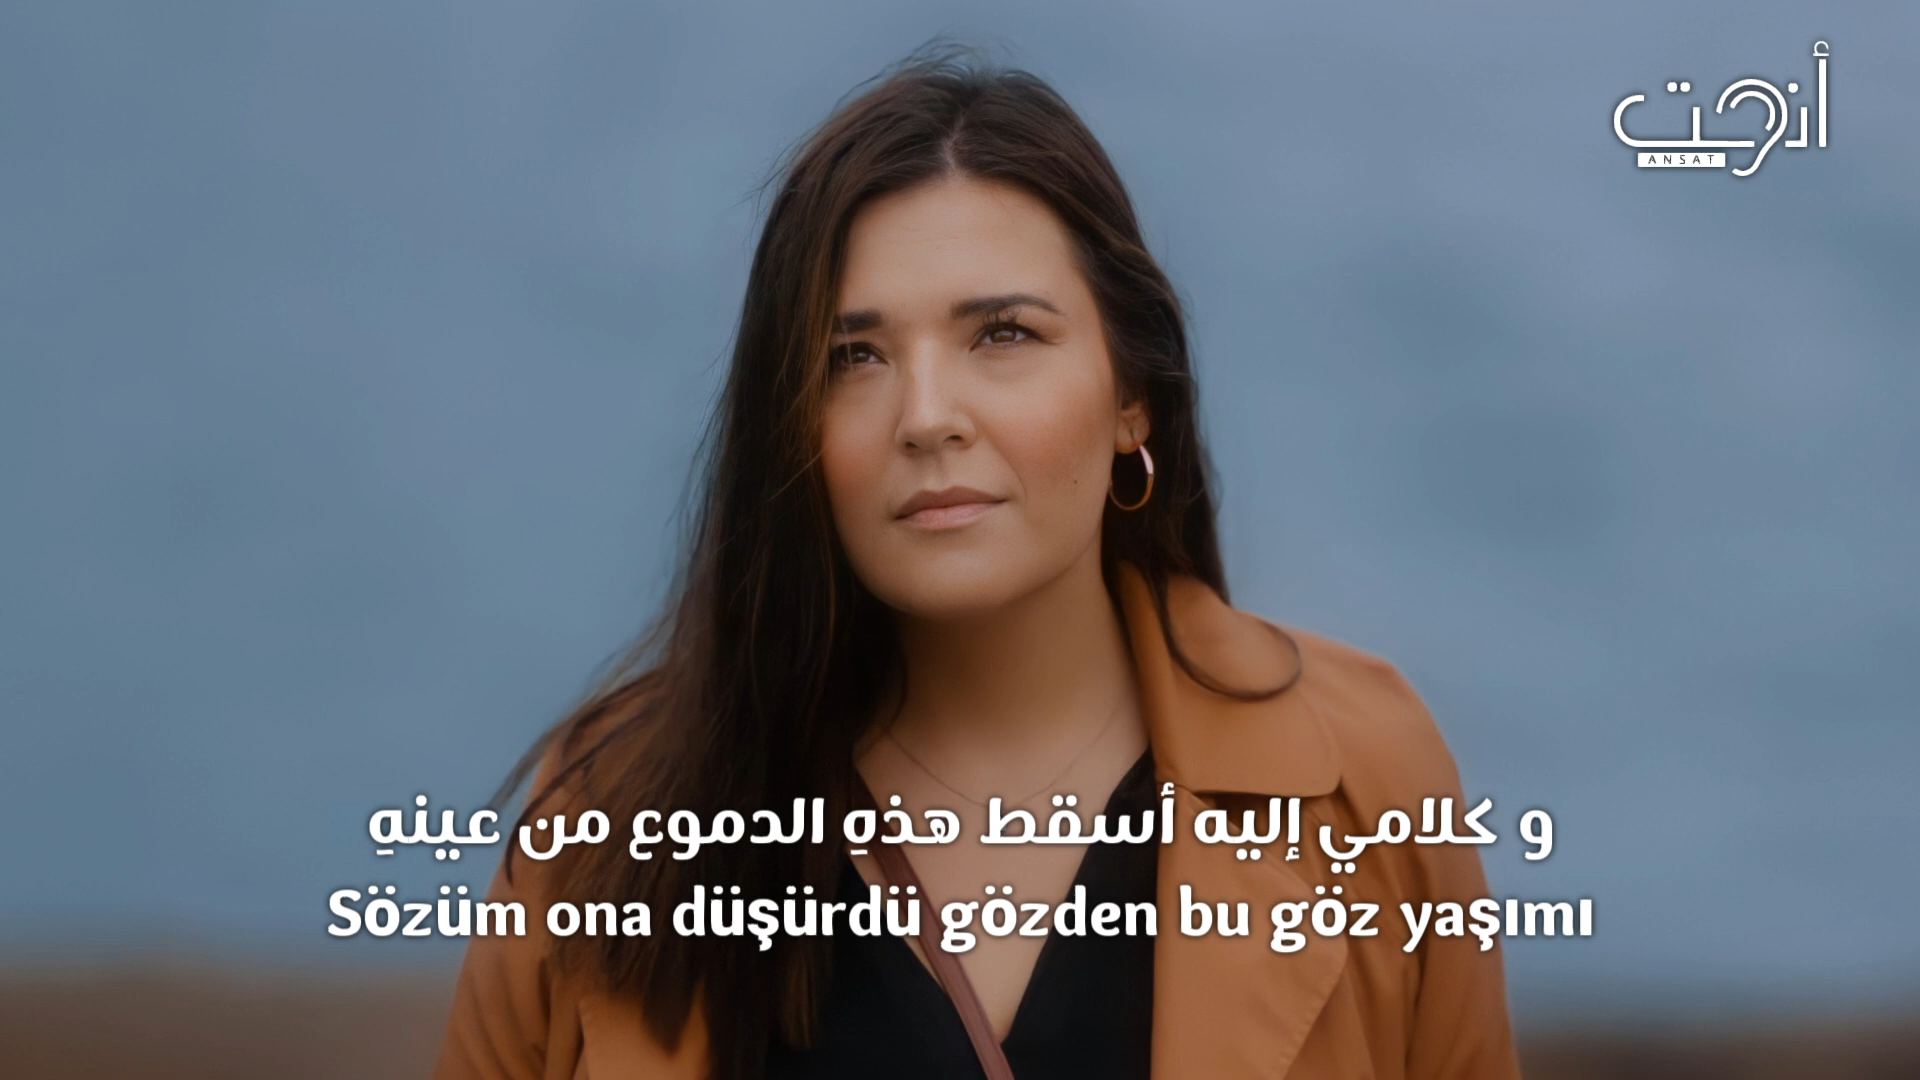 أنصت
ANSAT
و كلامي إليه أسقط هذهِ الدموع من عينهِ
Sözüm ona düşürdü gözden bu göz yaşımı